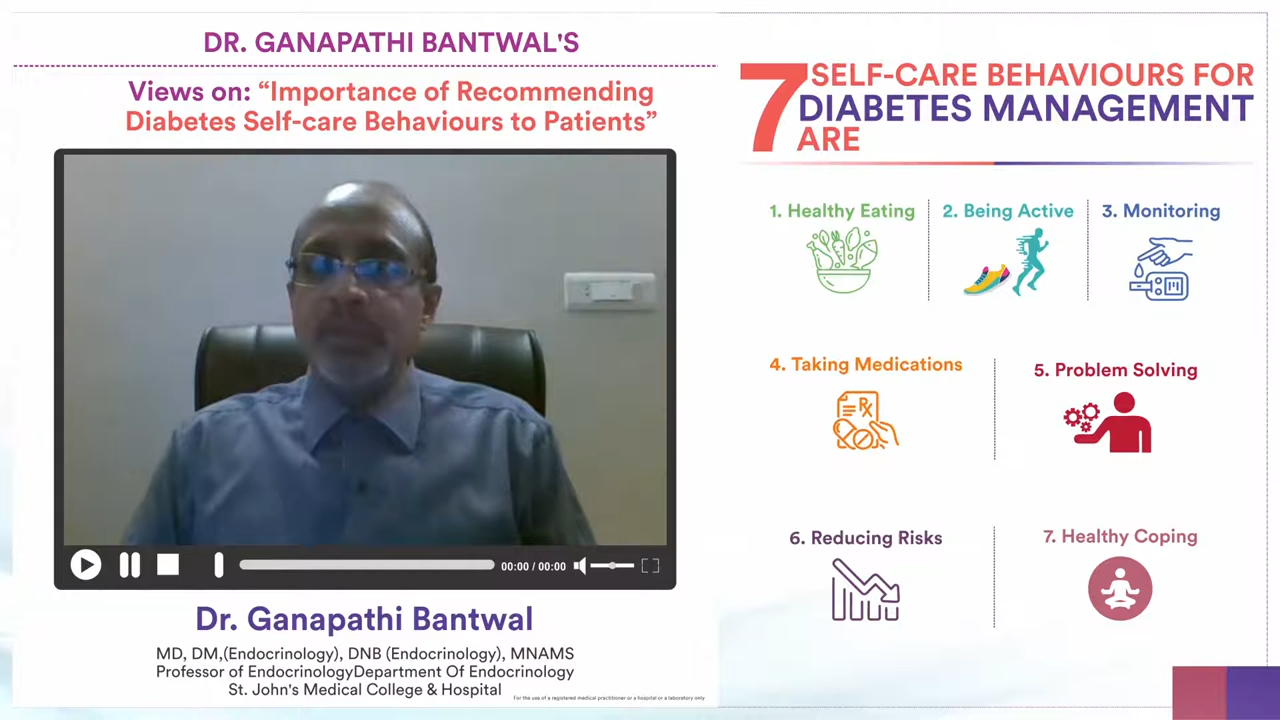 DR. GANAPATHI BANTWAL'S
Views on: “Importance of Recommending
Diabetes Self-care Behaviours to Patients”
00:00 / 00:00
Dr. Ganapathi Bantwal
MD, DM,(Endocrinology), DNB (Endocrinology), MNAMS
Professor of EndocrinologyDepartment Of Endocrinology
St. John's Medical College & Hospital
For the use of a registered medical practitioner or a hospital or a laboratory only
7 SELF-CARE BEHAVIOURS FOR
DIABETES MANAGEMENT
ARE
1. Healthy Eating
2. Being Active
3. Monitoring
4. Taking Medications
Rx
5. Problem Solving
6. Reducing Risks
7. Healthy Coping